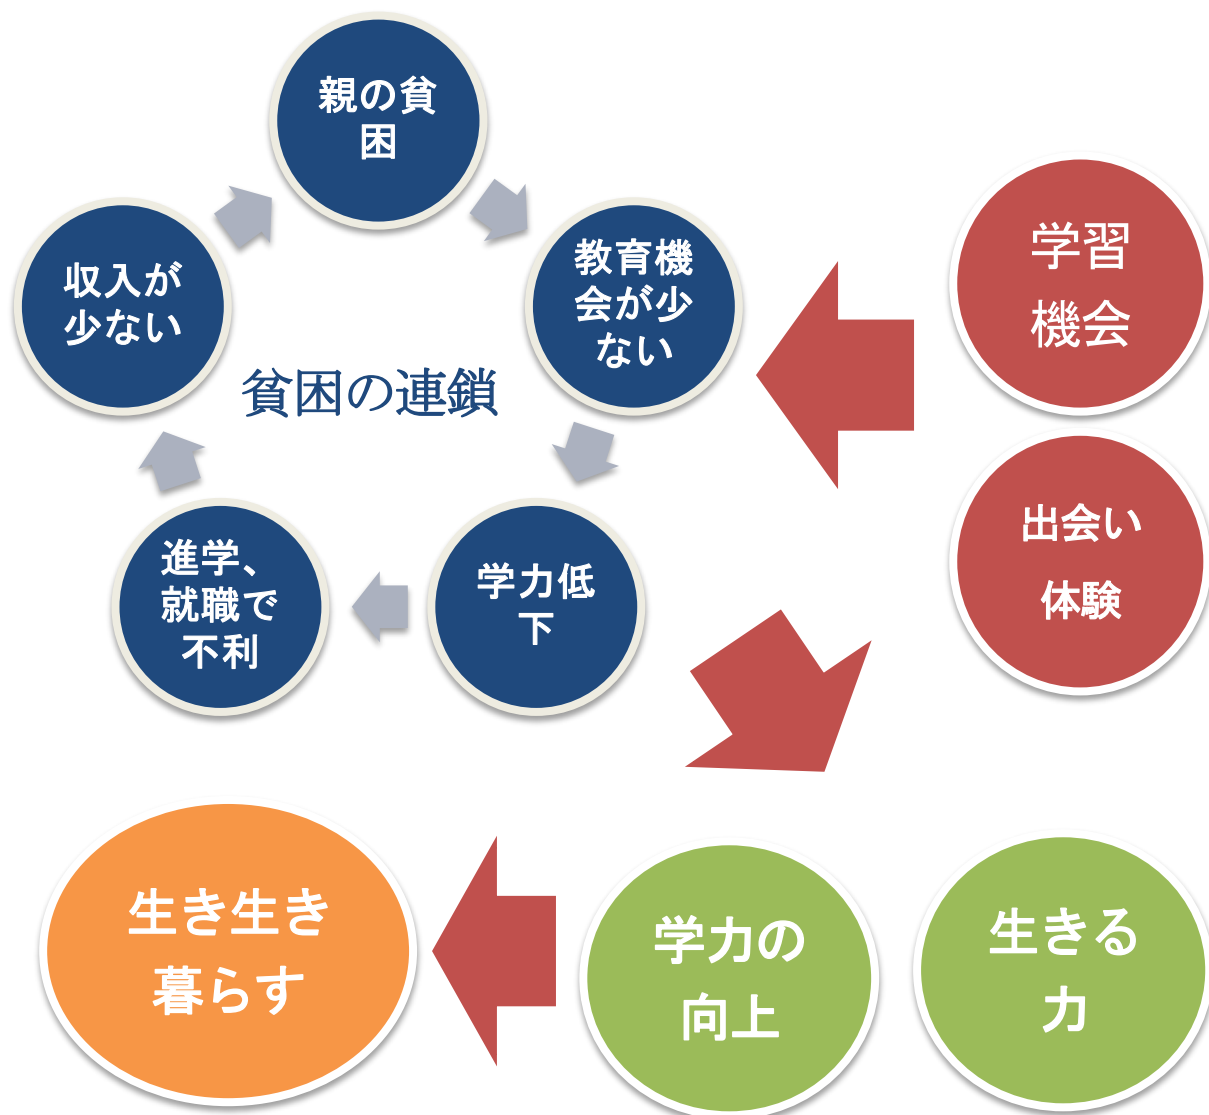 親の貧
困
教育機
会が少
ない
学力低
下
進学、
就職で
不利
収入が
少ない
貧困の連鎖
学習
機会
出会い
体験
学力の
向上
生きる
力
生き生き
暮らす